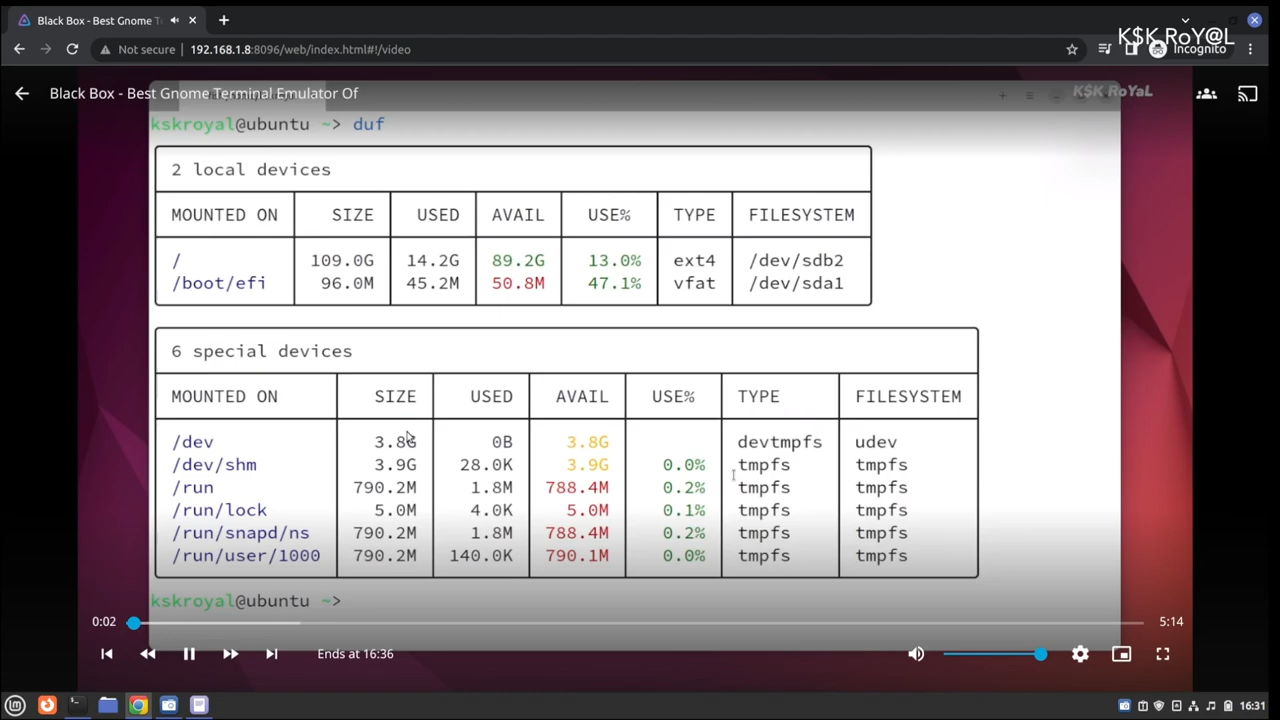 Black Box - Best Gnome T
K$K RoY@L
Not secure 192.168.1.8:8096/web/index.html#!/video
Incognito
Black Box - Best Gnome Terminal Emulator Of
K$K RoYaL
kskroyal@ubuntu ~> duf
2 local devices
MOUNTED ON SIZE USED AVAIL USE% TYPE FILESYSTEM
/ 109.0G 14.2G 89.2G 13.0% ext4 /dev/sdb2
/boot/efi 96.0M 45.2M 50.8M 47.1% vfat /dev/sda1
6 special devices
MOUNTED ON SIZE USED AVAIL USE% TYPE FILESYSTEM
/dev 3.8G 0B 3.8G devtmpfs udev
/dev/shm 3.9G 28.0K 3.9G 0.0% tmpfs tmpfs
/run 790.2M 1.8M 788.4M 0.2% tmpfs tmpfs
/run/lock 5.0M 4.0K 5.0M 0.1% tmpfs tmpfs
/run/snapd/ns 790.2M 1.8M 788.4M 0.2% tmpfs tmpfs
/run/user/1000 790.2M 140.0K 790.1M 0.0% tmpfs tmpfs
kskroyal@ubuntu ~>
0:02 5:14
Ends at 16:36
16:31